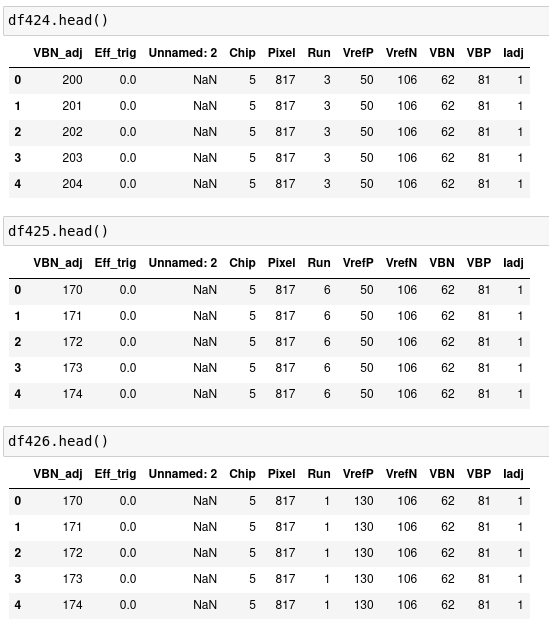 df424.head()
VBN_adj Eff_trig Unnamed: 2 Chip Pixel Run VrefP VrefN VBN VBP Iadj
0 200 0.0 NaN 5 817 3 50 106 62 81 1
1 201 0.0 NaN 5 817 3 50 106 62 81 1
2 202 0.0 NaN 5 817 3 50 106 62 81 1
3 203 0.0 NaN 5 817 3 50 106 62 81 1
4 204 0.0 NaN 5 817 3 50 106 62 81 1
df425.head()
VBN_adj Eff_trig Unnamed: 2 Chip Pixel Run VrefP VrefN VBN VBP Iadj
0 170 0.0 NaN 5 817 6 50 106 62 81 1
1 171 0.0 NaN 5 817 6 50 106 62 81 1
2 172 0.0 NaN 5 817 6 50 106 62 81 1
3 173 0.0 NaN 5 817 6 50 106 62 81 1
4 174 0.0 NaN 5 817 6 50 106 62 81 1
df426.head()
VBN_adj Eff_trig Unnamed: 2 Chip Pixel Run VrefP VrefN VBN VBP Iadj
0 170 0.0 NaN 5 817 1 130 106 62 81 1
1 171 0.0 NaN 5 817 1 130 106 62 81 1
2 172 0.0 NaN 5 817 1 130 106 62 81 1
3 173 0.0 NaN 5 817 1 130 106 62 81 1
4 174 0.0 NaN 5 817 1 130 106 62 81 1